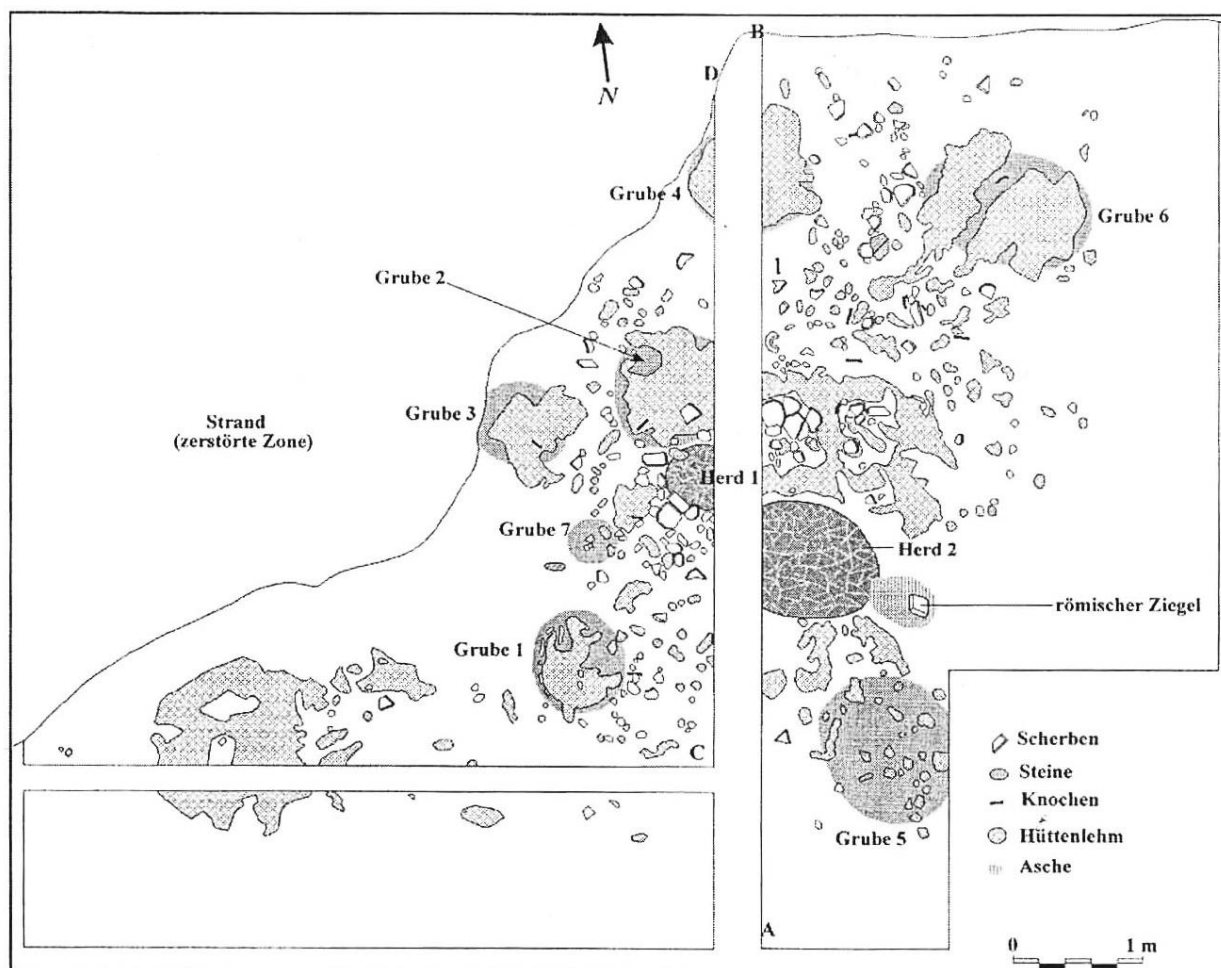 B
D
N
Grube 4
Grube 6
Grube 2
1
Grube 3
Strand
(zerstörte Zone)
Herd 1
Grube 7
Herd 2
römischer Ziegel
Grube 1
C
Scherben
Steine
Knochen
Hüttenlehm
Asche
Grube 5
A
0 1 m